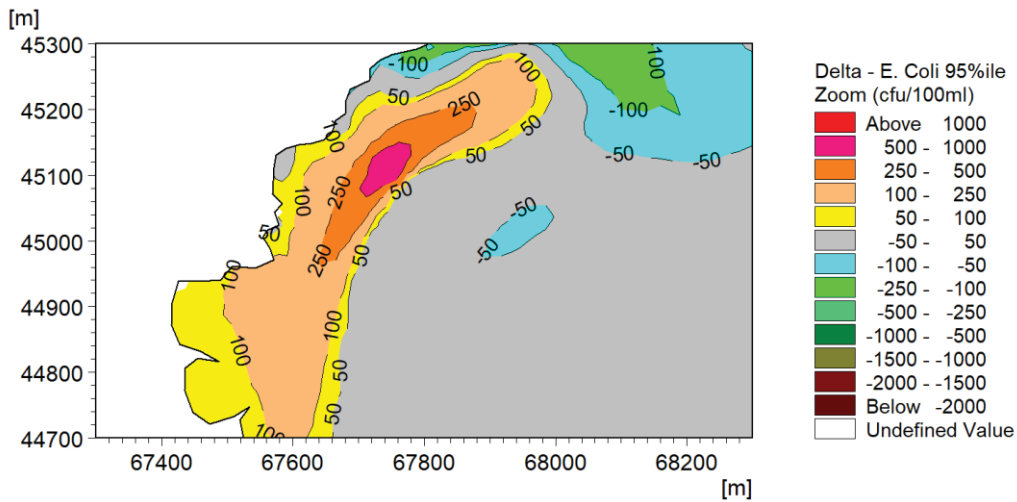 [m]
45300
45200
45100
45000
44900
44800
44700
67400 67600 67800 68000 68200
[m]
-100
50
100
250
100
50
50
100
100
250
50
50
250
50
100
100
100
50
50
100
100
-100
-50
-50
-50
-50
Delta - E. Coli 95%ile
Zoom (cfu/100ml)
Above 1000
500 - 1000
250 - 500
100 - 250
50 - 100
-50 - 50
-100 - -50
-250 - -100
-500 - -250
-1000 - -500
-1500 - -1000
-2000 - -1500
Below -2000
Undefined Value